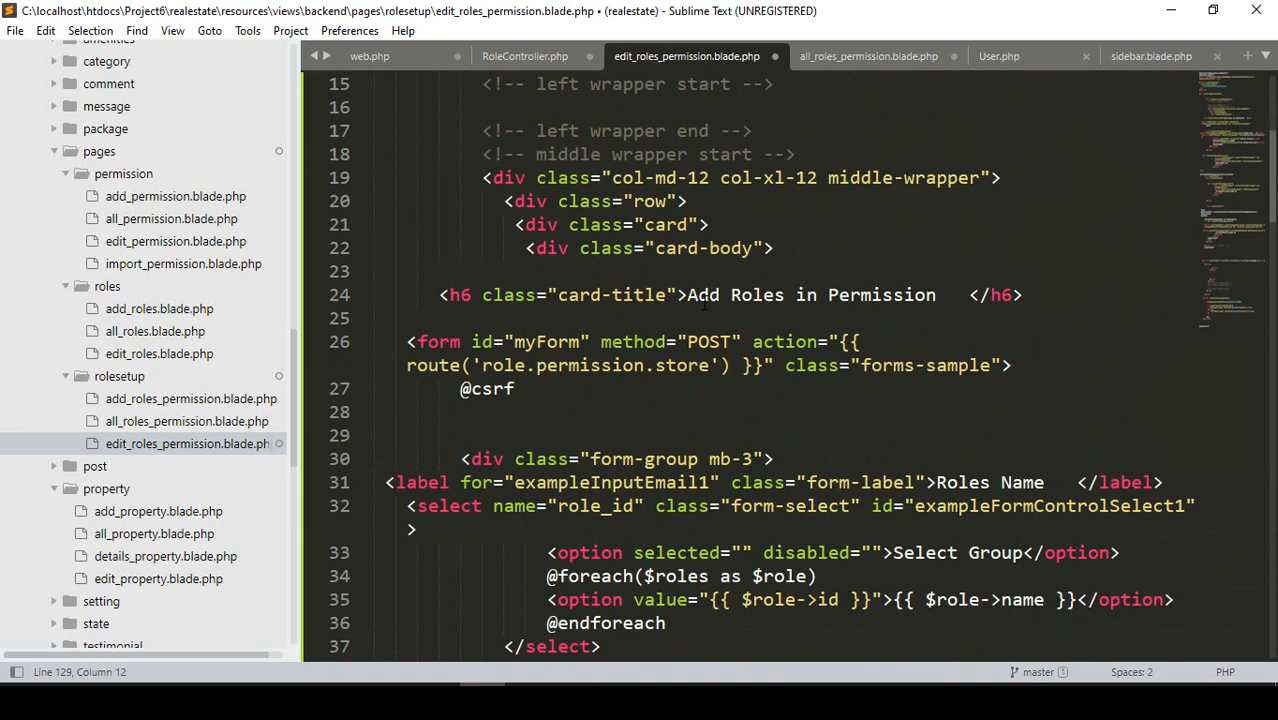 C:\localhost\htdocs\Project6\realestate\resources\views\backend\pages\rolesetup\edit_roles_permission.blade.php • (realestate) - Sublime Text (UNREGISTERED)
File Edit Selection Find View Goto Tools Project Preferences Help
amenities
category
comment
message
package
pages
permission
add_permission.blade.php
all_permission.blade.php
edit_permission.blade.php
import_permission.blade.php
roles
add_roles.blade.php
all_roles.blade.php
edit_roles.blade.php
rolesetup
add_roles_permission.blade.php
all_roles_permission.blade.php
edit_roles_permission.blade.ph
post
property
add_property.blade.php
all_property.blade.php
details_property.blade.php
edit_property.blade.php
setting
state
testimonial
web.php RoleController.php edit_roles_permission.blade.php all_roles_permission.blade.php User.php sidebar.blade.php
15 <!-- left wrapper start -->
16
17 <!-- left wrapper end -->
18 <!-- middle wrapper start -->
19 <div class="col-md-12 col-xl-12 middle-wrapper">
20 <div class="row">
21 <div class="card">
22 <div class="card-body">
23
24 <h6 class="card-title">Add Roles in Permission </h6>
25
26 <form id="myForm" method="POST" action="{{
route('role.permission.store') }}" class="forms-sample">
27 @csrf
28
29
30 <div class="form-group mb-3">
31 <label for="exampleInputEmail1" class="form-label">Roles Name </label>
32 <select name="role_id" class="form-select" id="exampleFormControlSelect1"
>
33 <option selected="" disabled="">Select Group</option>
34 @foreach($roles as $role)
35 <option value="{{ $role->id }}">{{ $role->name }}</option>
36 @endforeach
37 </select>
Line 129, Column 12 master 1 Spaces: 2 PHP